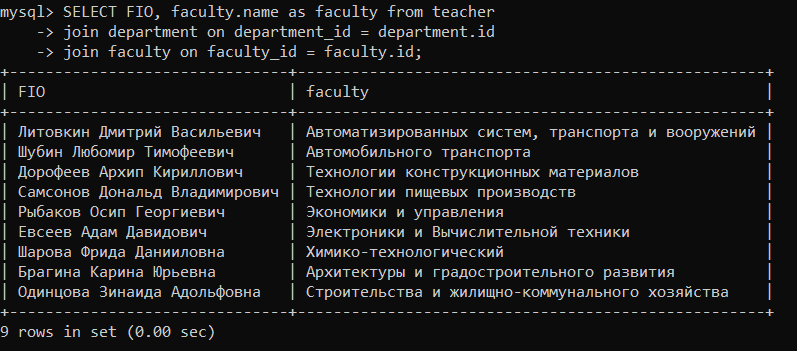 mysql> SELECT FIO, faculty.name as faculty from teacher
    -> join department on department_id = department.id
    -> join faculty on faculty_id = faculty.id;
+-------------------------------+---------------------------------------------------+
| FIO                           | faculty                                           |
+-------------------------------+---------------------------------------------------+
| Литовкин Дмитрий Васильевич   | Автоматизированных систем, транспорта и вооружений |
| Шубин Любомир Тимофеевич      | Автомобильного транспорта                         |
| Дорофеев Архип Кириллович     | Технологии конструкционных материалов             |
| Самсонов Дональд Владимирович | Технологии пищевых производств                    |
| Рыбаков Осип Георгиевич       | Экономики и управления                            |
| Евсеев Адам Давидович         | Электроники и Вычислительной техники              |
| Шарова Фрида Данииловна       | Химико-технологический                            |
| Брагина Карина Юрьевна        | Архитектуры и градостроительного развития         |
| Одинцова Зинаида Адольфовна   | Строительства и жилищно-коммунального хозяйства   |
+-------------------------------+---------------------------------------------------+
9 rows in set (0.00 sec)